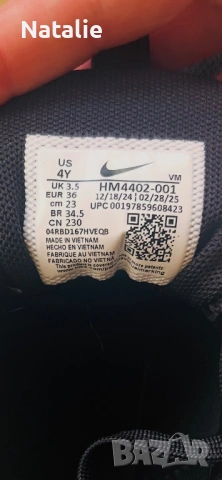 Natalie
US
4Y
VM
UK 3.5
EUR 36
cm 23
BR 34.5
CN 230
HM4402-001
12/18/24 02/28/25
UPC 00197859608423
04RBD167HVEQB
MADE IN VIETNAM
HECHO EN VIETNAM
FABRIQUE AU VIETNAM
FABRICADO NO VIETNAM
bazar.bg